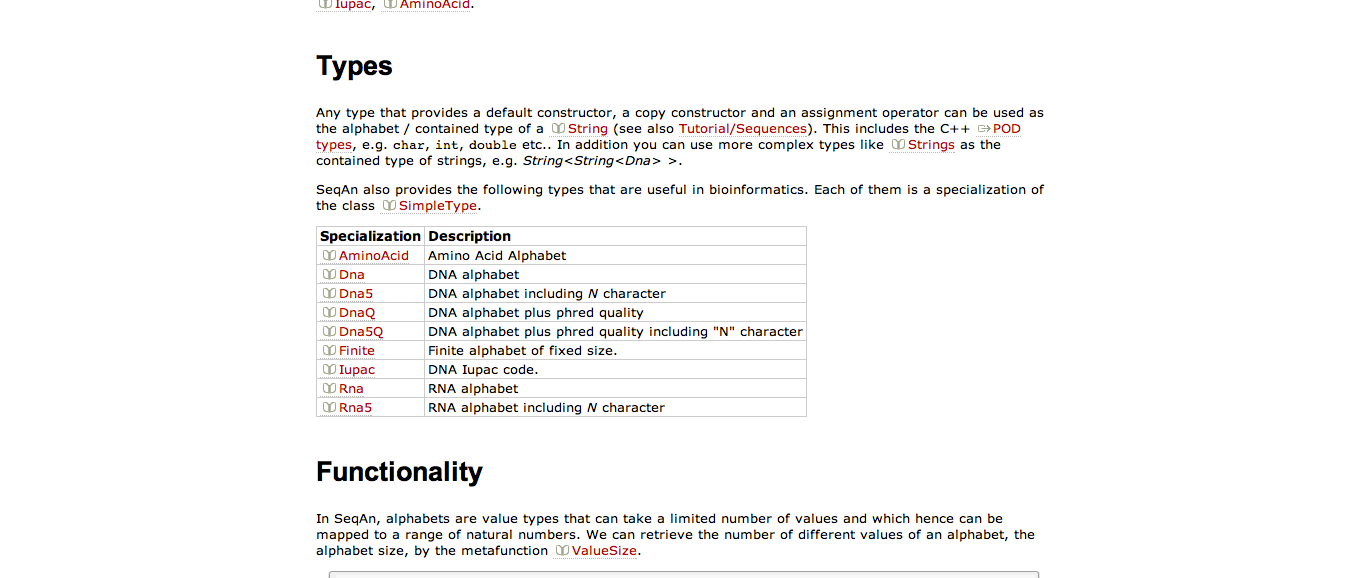 Iupac, AminoAcid.
Types
Any type that provides a default constructor, a copy constructor and an assignment operator can be used as
the alphabet / contained type of a String (see also Tutorial/Sequences). This includes the C++ POD
types, e.g. char, int, double etc.. In addition you can use more complex types like Strings as the
contained type of strings, e.g. String<String<Dna> >.
SeqAn also provides the following types that are useful in bioinformatics. Each of them is a specialization of
the class SimpleType.
Specialization Description
AminoAcid Amino Acid Alphabet
Dna DNA alphabet
Dna5 DNA alphabet including N character
DnaQ DNA alphabet plus phred quality
Dna5Q DNA alphabet plus phred quality including "N" character
Finite Finite alphabet of fixed size.
Iupac DNA Iupac code.
Rna RNA alphabet
Rna5 RNA alphabet including N character
Functionality
In SeqAn, alphabets are value types that can take a limited number of values and which hence can be
mapped to a range of natural numbers. We can retrieve the number of different values of an alphabet, the
alphabet size, by the metafunction ValueSize.